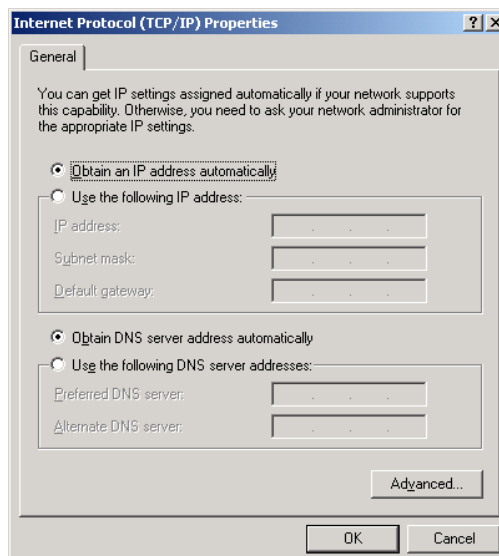 Internet Protocol (TCP/IP) Properties
General
You can get IP settings assigned automatically if your network supports
this capability. Otherwise, you need to ask your network administrator for
the appropriate IP settings.
Obtain an IP address automatically
Use the following IP address:
IP address:
Subnet mask:
Default gateway:
Obtain DNS server address automatically
Use the following DNS server addresses:
Preferred DNS server:
Alternate DNS server:
Advanced...
OK Cancel